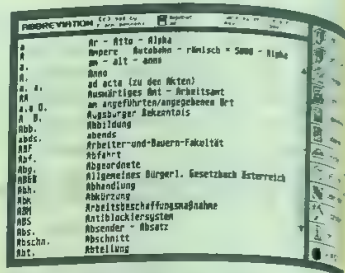 ABBREVIATION
a Ar - Atto - Alpha
A Ampere Autobahn - römisch = 5000 - Alpha
a. am - alt - anno
A. Anno
a. a. ad acta (zu den Akten)
AA Auswärtiges Amt - Arbeitsamt
a.a O. am angeführten/angegebenen Ort
A B. Augsburger Bekenntnis
Abb. Abbildung
abds. abends
ABF Arbeiter-und-Bauern-Fakultät
Abf. Abfahrt
Abg. Abgeordnete
ABGB Allgemeines Bürgerl. Gesetzbuch Österreich
Abh. Abhandlung
Abk Abkürzung
ABM Arbeitsbeschaffungsmaßnahme
ABS Antiblockiersystem
Abs. Absender - Absatz
Abschn. Abschnitt
Abt. Abteilung